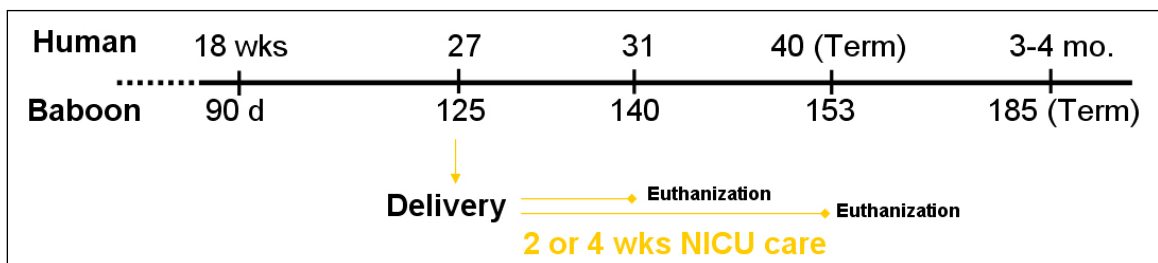 Human 18 wks 27 31 40 (Term) 3-4 mo.
Baboon 90 d 125 140 153 185 (Term)
Delivery Euthanization
Euthanization
2 or 4 wks NICU care